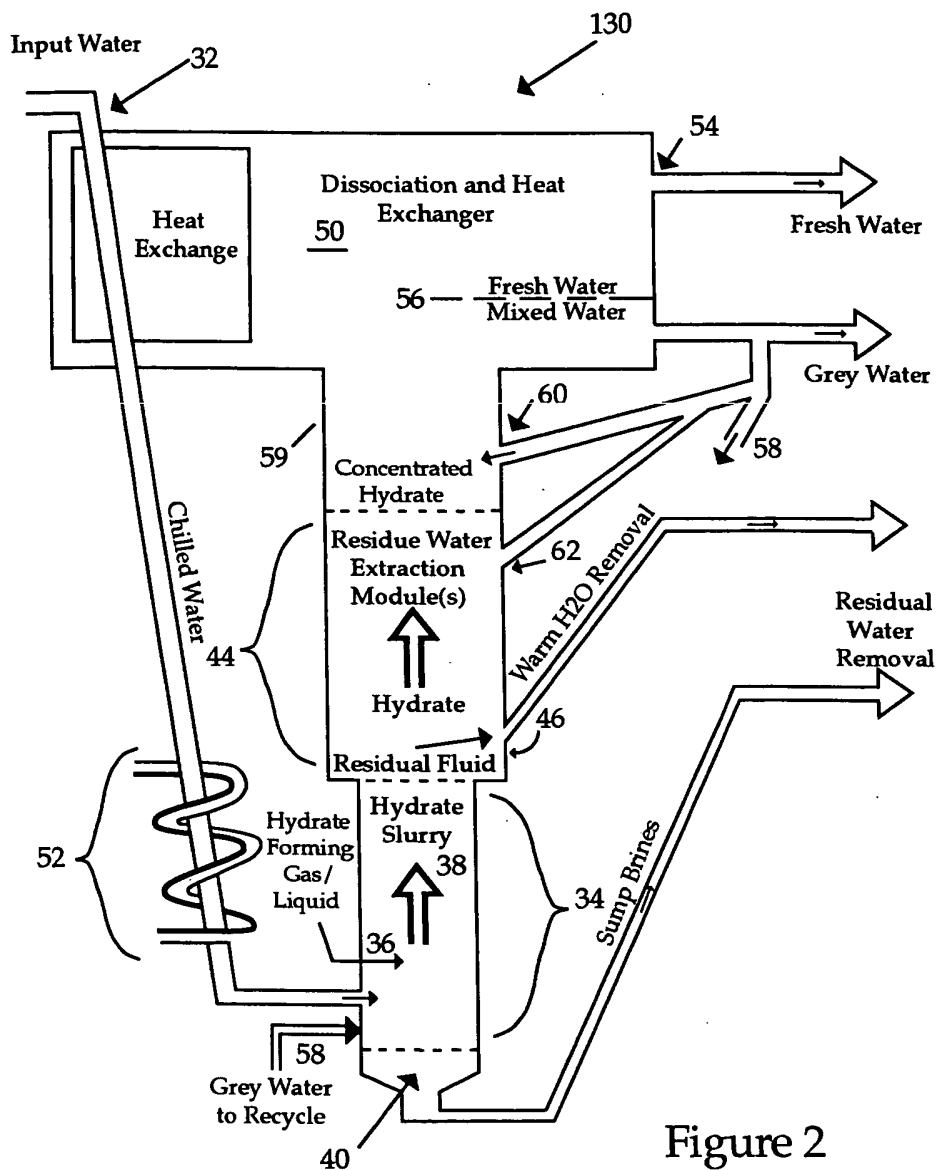 Input Water
32
130
54
Dissociation and Heat
Exchanger
Heat
Exchange
50
Fresh Water
56
Fresh Water
Mixed Water
Grey Water
60
58
59
Concentrated
Hydrate
Chilled Water
Residue Water
Extraction
Module(s)
62
Warm H2O Removal
Residual
Water
Removal
44
Hydrate
46
Residual Fluid
Hydrate
Slurry
38
Hydrate
Forming
Gas/
Liquid
52
34
36
Sump Brines
58
Grey Water
to Recycle
40
Figure 2